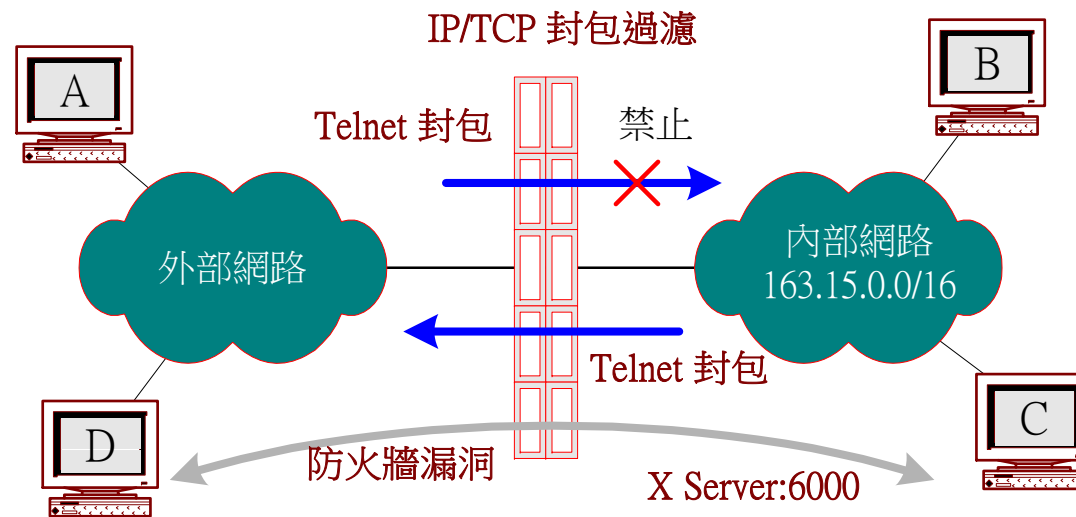 IP/TCP 封包過濾
A
B
Telnet 封包
禁止
外部網路
內部網路
163.15.0.0/16
Telnet 封包
D
C
防火牆漏洞
X Server:6000